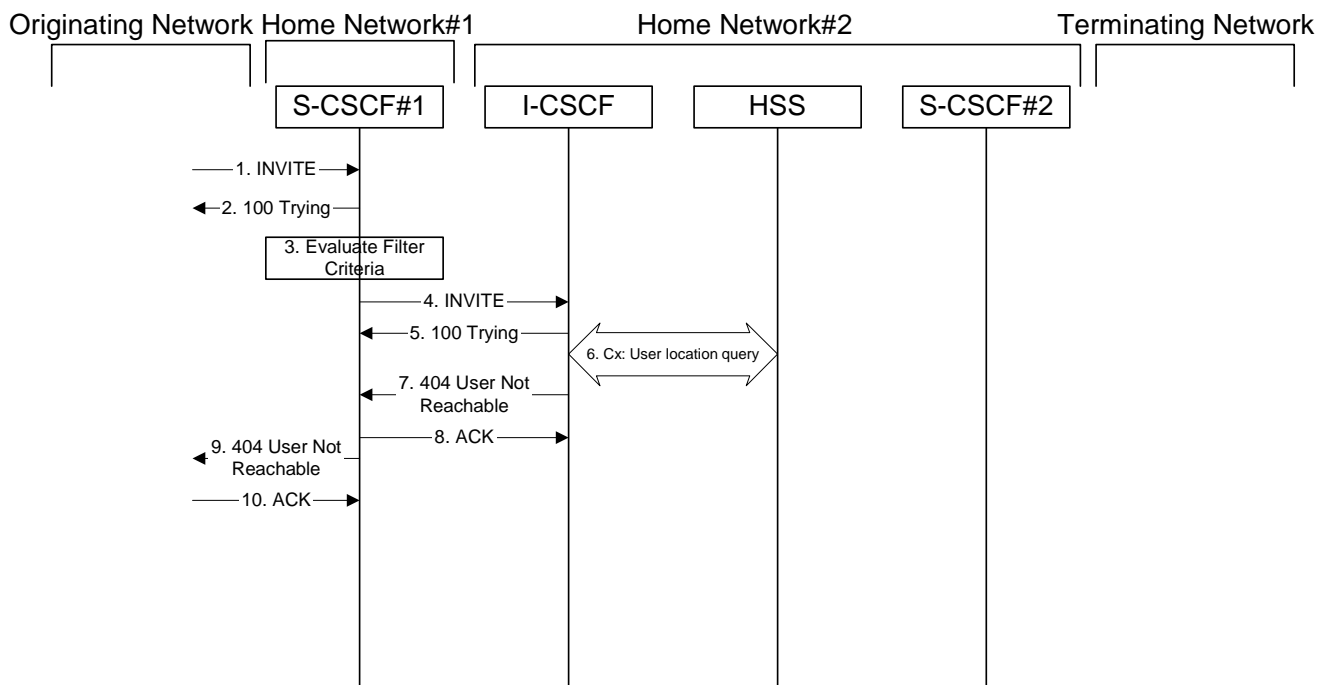 Originating Network
Home Network#1
Home Network#2
Terminating Network
S-CSCF#1
I-CSCF
HSS
S-CSCF#2
1. INVITE
2. 100 Trying
3. Evaluate Filter
Criteria
4. INVITE
5. 100 Trying
6. Cx: User location query
7. 404 User Not
Reachable
8. ACK
9. 404 User Not
Reachable
10. ACK